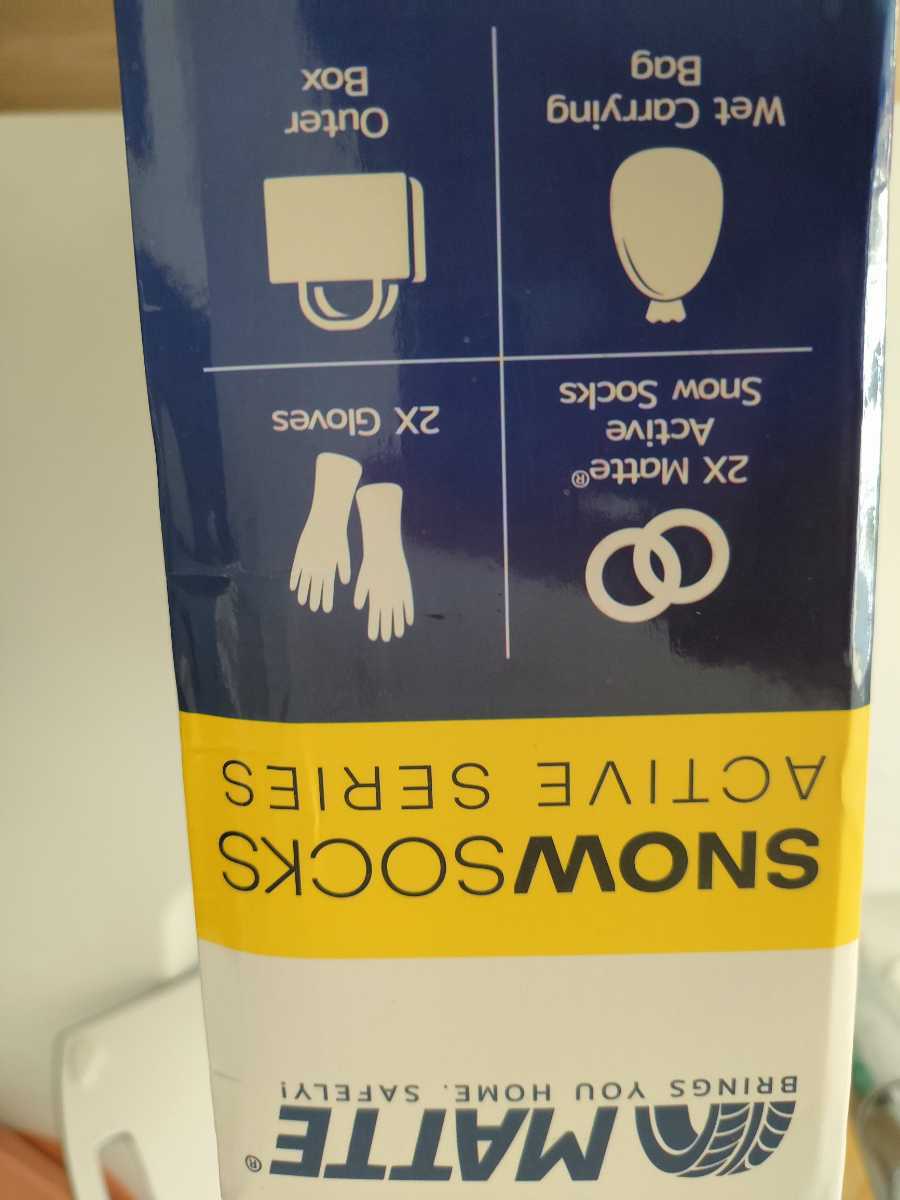 MATTE®
BRINGS YOU HOME. SAFELY!
SNOWSOCKS
ACTIVE SERIES
2X Matte®
Active
Snow Socks
2X Gloves
Wet Carrying
Bag
Outer
Box